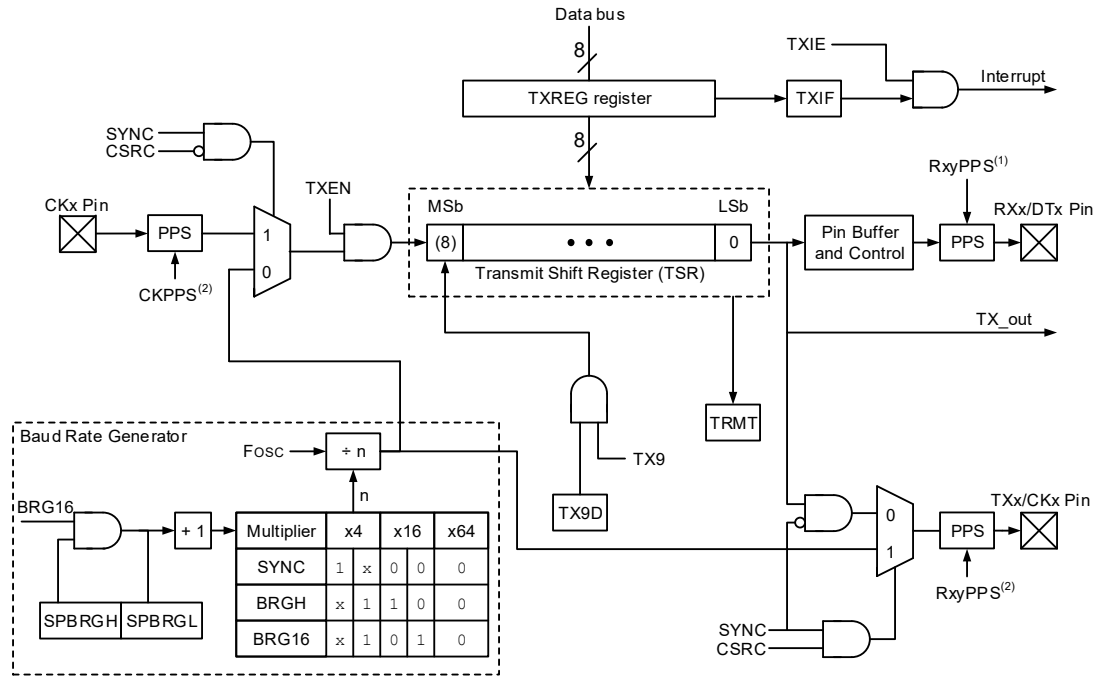 Data bus
8
TXIE
Interrupt
TXREG register
TXIF
SYNC
CSRC
8
RxyPPS(1)
TXEN
CKx Pin
MSb
LSb
RXx/DTx Pin
PPS
1
(8)
• • •
0
Pin Buffer
and Control
PPS
0
Transmit Shift Register (TSR)
CKPPS(2)
TX_out
TRMT
Baud Rate Generator
FOSC
÷ n
TX9
n
TX9D
TXx/CKx Pin
BRG16
+ 1
0
PPS
Multiplier x4 x16 x64
SYNC 1 x 0 0 0
1
BRGH x 1 1 0 0
RxyPPS(2)
SPBRGH SPBRGL
BRG16 x 1 0 1 0
SYNC
CSRC